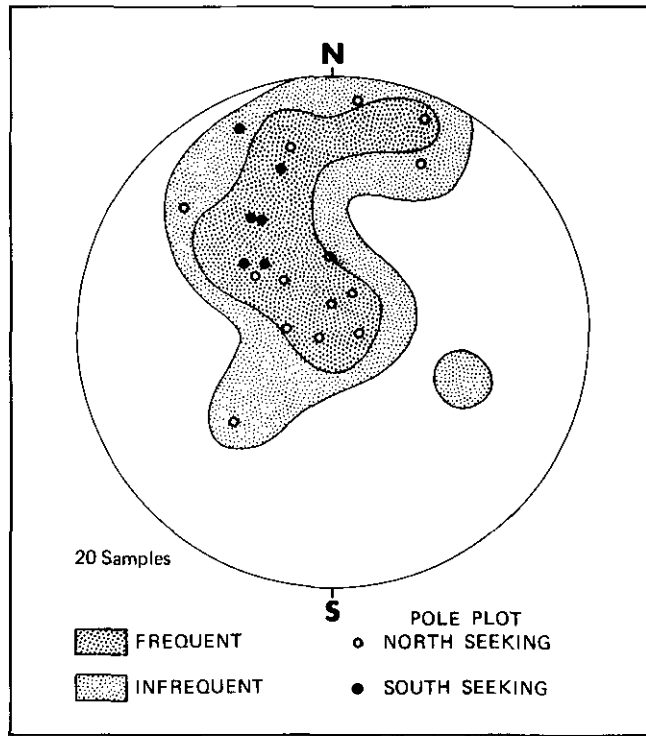 N
20 Samples
S
POLE PLOT
FREQUENT
NORTH SEEKING
INFREQUENT
SOUTH SEEKING